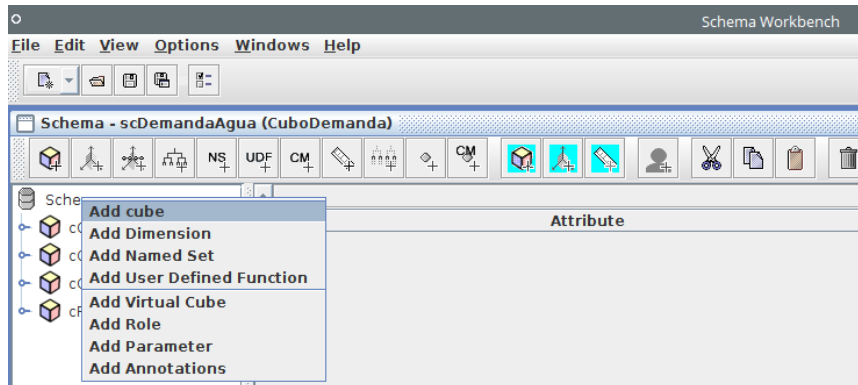 Schema Workbench
File Edit View Options Windows Help
Schema - scDemandaAgua (CuboDemanda)
NS UDF CM CM
Attribute
Add cube
Add Dimension
Add Named Set
Add User Defined Function
Add Virtual Cube
Add Role
Add Parameter
Add Annotations